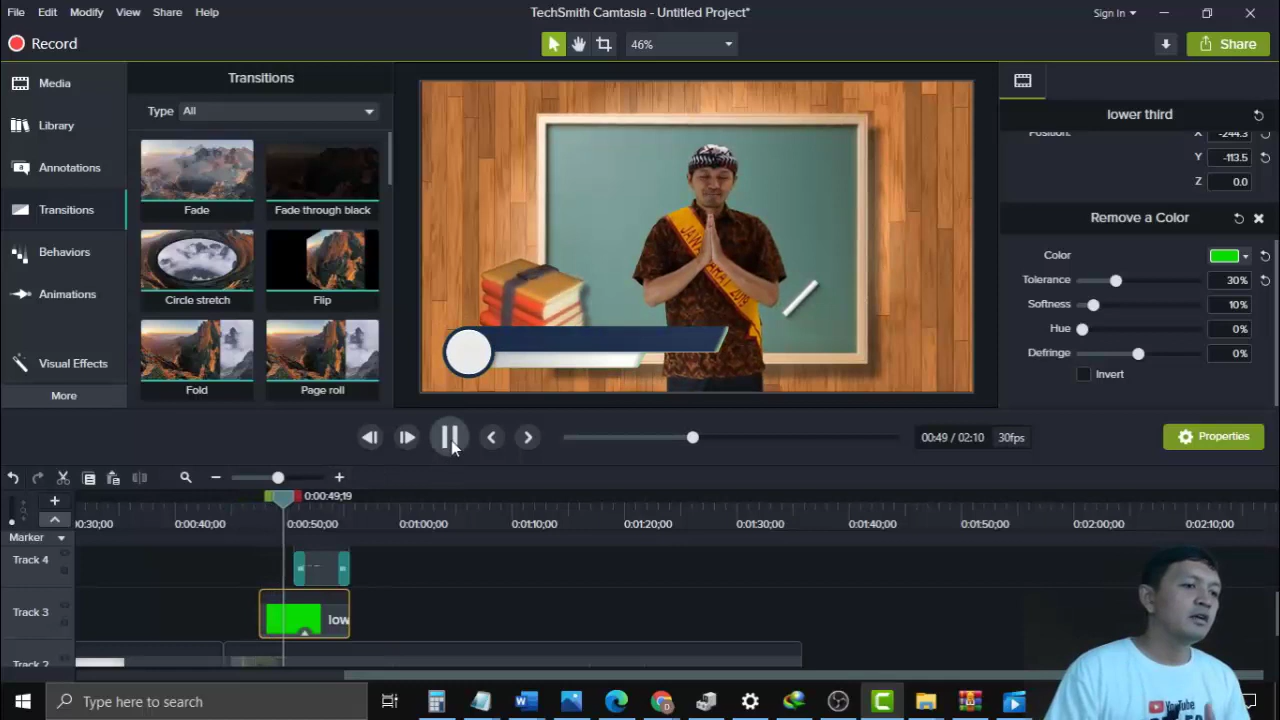 File Edit Modify View Share Help
TechSmith Camtasia - Untitled Project*
Sign In
Record
46%
Share
Media
Library
Annotations
Transitions
Behaviors
Animations
Visual Effects
More
Transitions
Type All
Fade
Fade through black
Circle stretch
Flip
Fold
Page roll
lower third
Position: X -244.3
Y -113.5
Z 0.0
Remove a Color
Color
Tolerance 30%
Softness 10%
Hue 0%
Defringe 0%
Invert
00:49 / 02:10 30fps
Properties
0:00:49;19
0:00:40;00 0:00:50;00 0:01:00;00 0:01:10;00 0:01:20;00 0:01:30;00 0:01:40;00 0:01:50;00 0:02:00;00 0:02:10;00
Marker
Track 4
Track 3
low
Track 2
Type here to search
YouTube